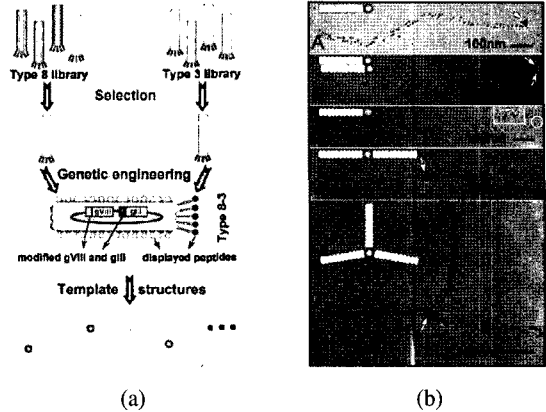 Type 8 library
Type 3 library
Selection
Genetic engineering
gVIII
gIII
Type 8-3
modified gVIII and gIII
displayed peptides
Template structures
A
100nm
(a)
(b)